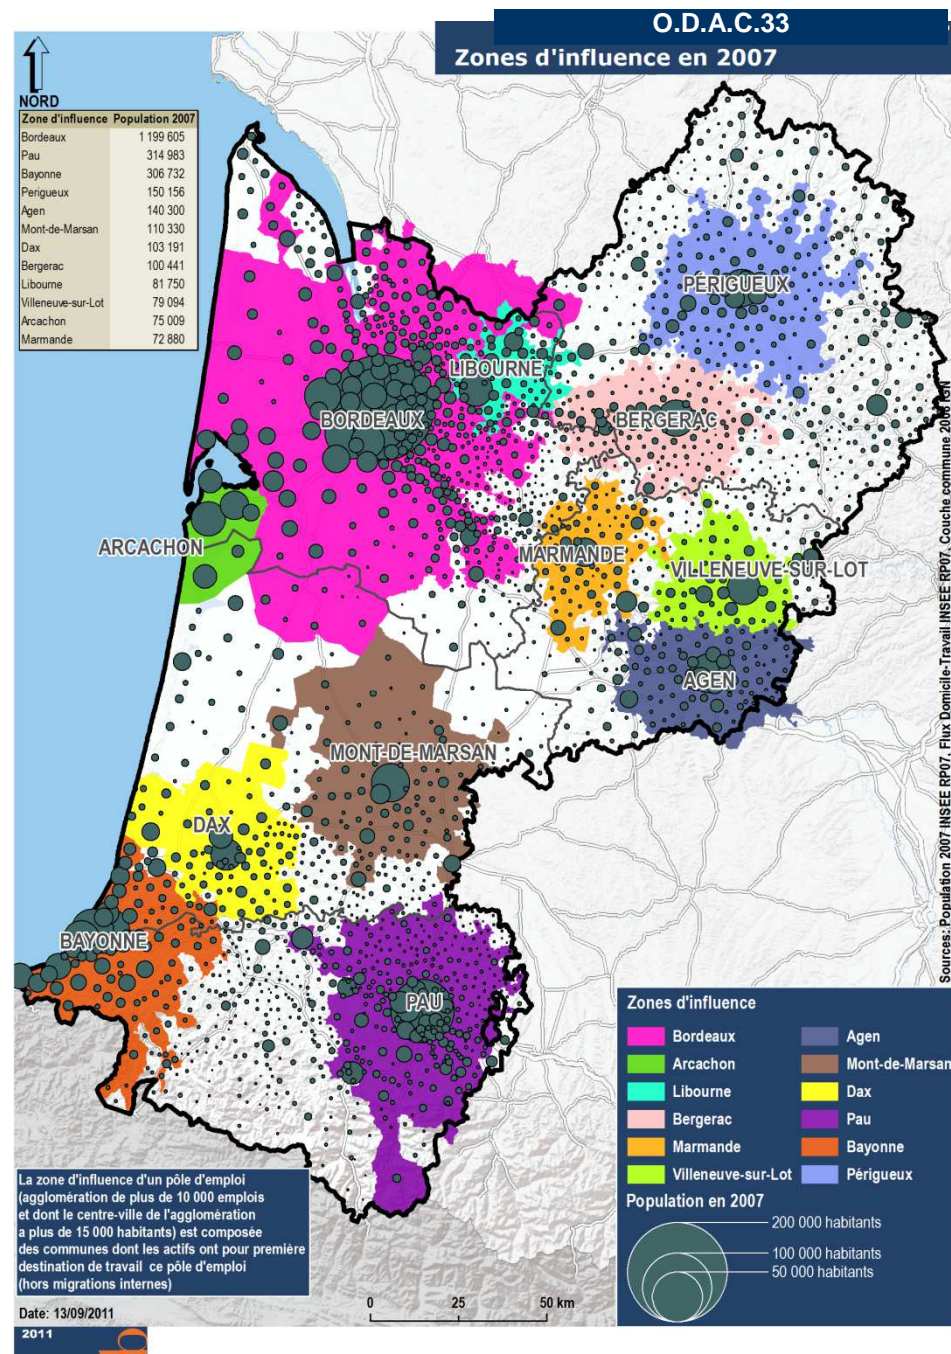 O.D.A.C.33
Zones d'influence en 2007
NORD
Zone d'influence Population 2007
Bordeaux 1 199 605
Pau 314 983
Bayonne 306 732
Perigueux 150 156
Agen 140 300
Mont-de-Marsan 110 330
Dax 103 191
Bergerac 100 441
Libourne 81 750
Villeneuve-sur-Lot 79 094
Arcachon 75 009
Marmande 72 880
PÉRIGUEUX
LIBOURNE
BORDEAUX
BERGERAC
ARCACHON
MARMANDE
VILLENEUVE-SUR-LOT
AGEN
MONT-DE-MARSAN
DAX
BAYONNE
PAU
Sources: Population 2007 INSEE RP07, Flux Domicile-Travail INSEE RP07, Couche communes
Zones d'influence
Bordeaux
Arcachon
Libourne
Bergerac
Marmande
Villeneuve-sur-Lot
Agen
Mont-de-Marsan
Dax
Pau
Bayonne
Périgueux
Population en 2007
200 000 habitants
100 000 habitants
50 000 habitants
La zone d'influence d'un pôle d'emploi
(agglomération de plus de 10 000 emplois
et dont le centre-ville de l'agglomération
a plus de 15 000 habitants) est composée
des communes dont les actifs ont pour première
destination de travail ce pôle d'emploi
(hors migrations internes)
Date: 13/09/2011
0 25 50 km
2011